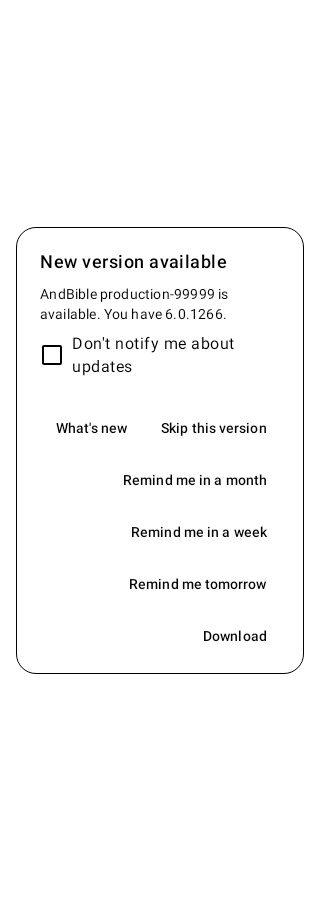 New version available
AndBible production-99999 is
available. You have 6.0.1266.
Don't notify me about
updates
What's new
Skip this version
Remind me in a month
Remind me in a week
Remind me tomorrow
Download